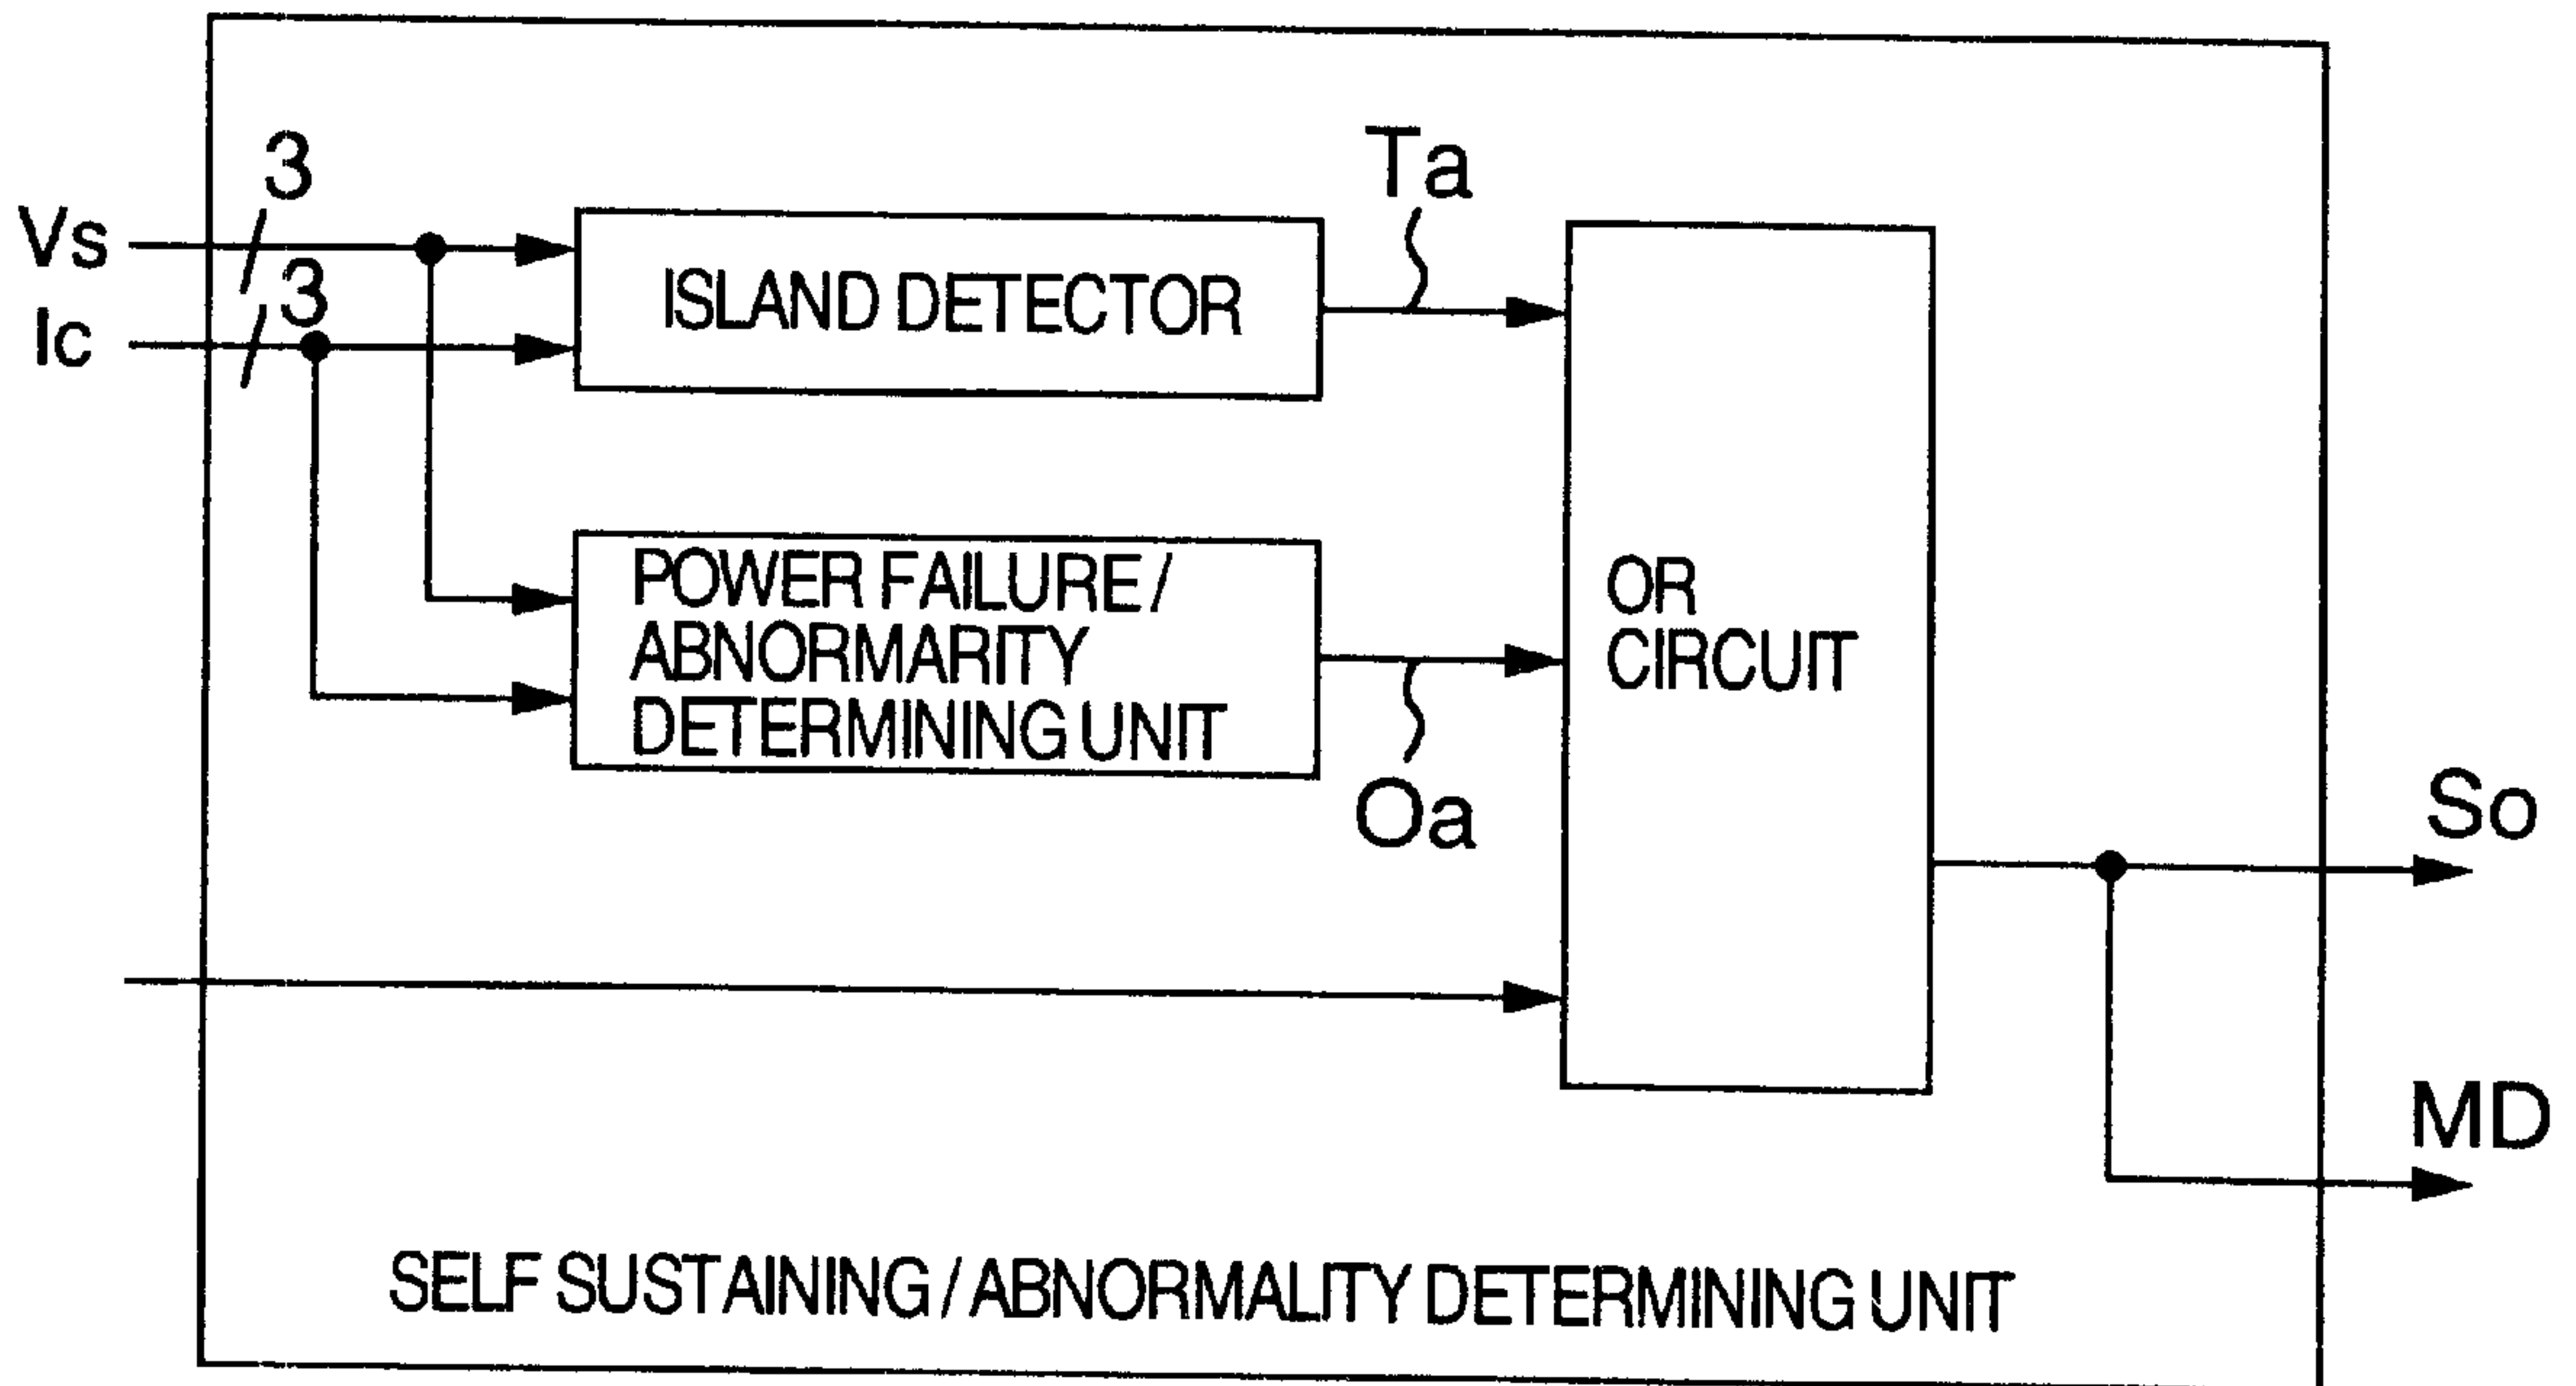 3
Vs
3
Ic
ISLAND DETECTOR
Ta
POWER FAILURE /
ABNORMARITY
DETERMINING UNIT
Oa
OR
CIRCUIT
So
MD
SELF SUSTAINING / ABNORMALITY DETERMINING UNIT